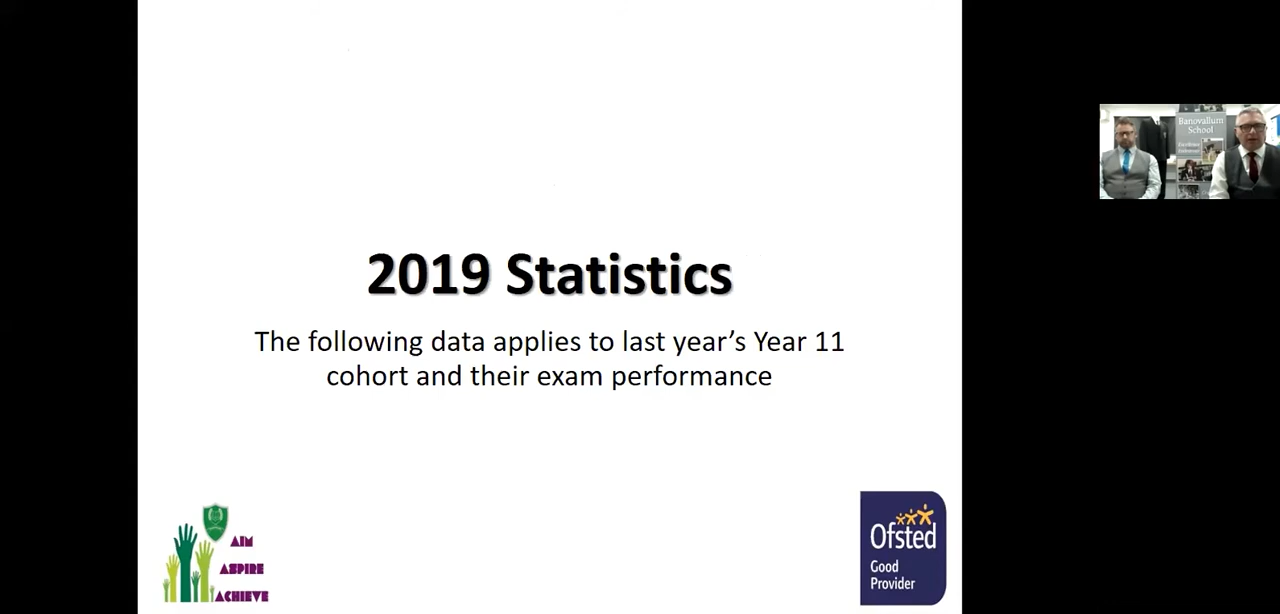 2019 Statistics
The following data applies to last year's Year 11
cohort and their exam performance
AIM
ASPIRE
ACHIEVE
Ofsted
Good
Provider
Banovallum
School